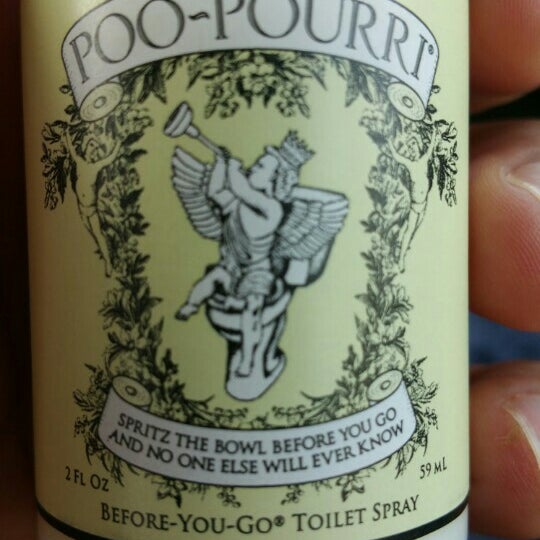 POO~POURRI®
SPRITZ THE BOWL BEFORE YOU GO
AND NO ONE ELSE WILL EVER KNOW
2 FL OZ 59 ML
BEFORE-YOU-GO® TOILET SPRAY